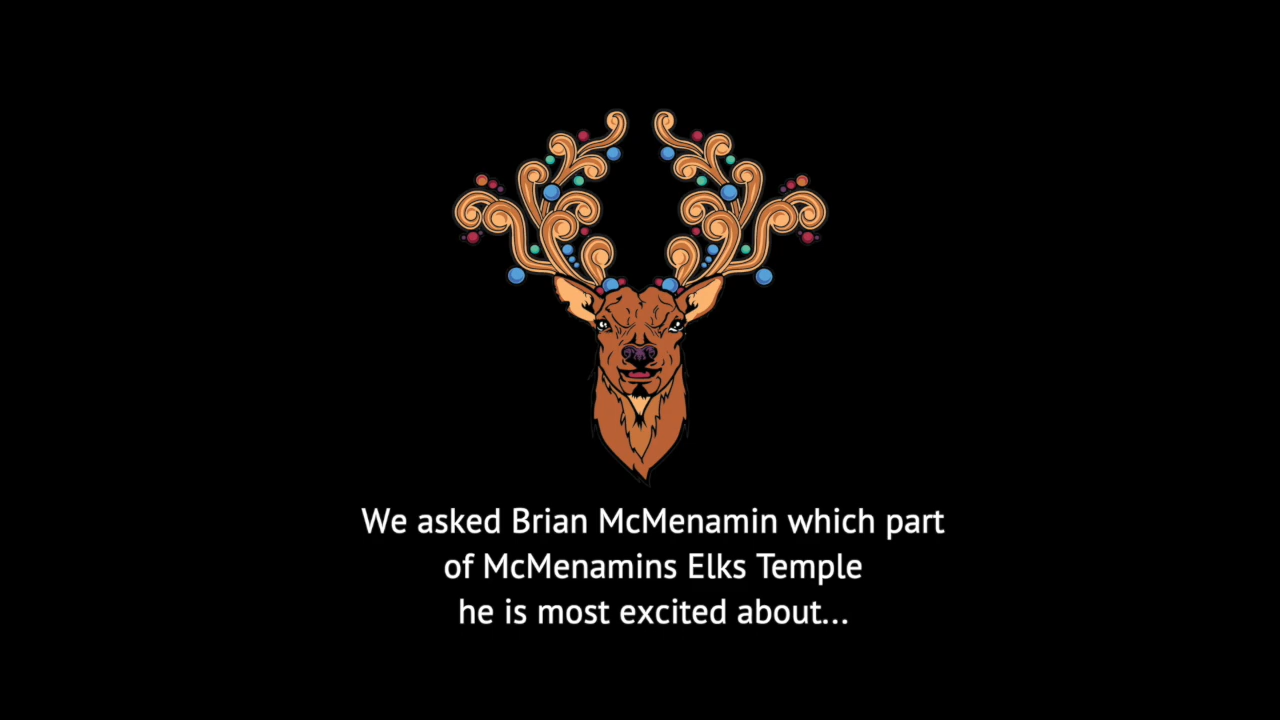 We asked Brian McMenamin which part
of McMenamins Elks Temple
he is most excited about...